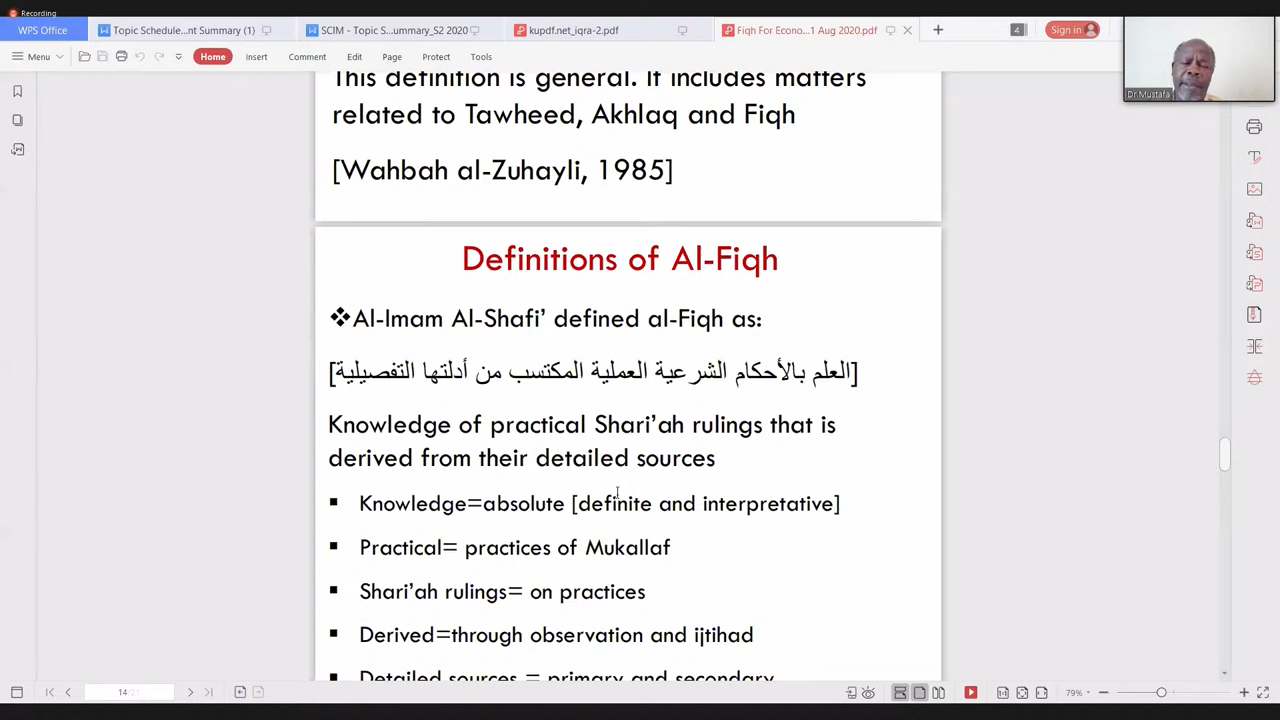 Recording
WPS Office
Topic Schedule...nt Summary (1)
SCIM - Topic S...ummary_S2 2020
kupdf.net_iqra-2.pdf
Fiqh For Econo...1 Aug 2020.pdf
4
Sign in
Menu
Home
Insert
Comment
Edit
Page
Protect
Tools
Dr.Mustafa
This definition is general. It includes matters
related to Tawheed, Akhlaq and Fiqh
[Wahbah al-Zuhayli, 1985]
Definitions of Al-Fiqh
❖Al-Imam Al-Shafi’ defined al-Fiqh as:
[العلم بالأحكام الشرعية العملية المكتسب من أدلتها التفصيلية]
Knowledge of practical Shari’ah rulings that is
derived from their detailed sources
▪ Knowledge=absolute [definite and interpretative]
▪ Practical= practices of Mukallaf
▪ Shari’ah rulings= on practices
▪ Derived=through observation and ijtihad
▪ Detailed sources = primary and secondary
79%